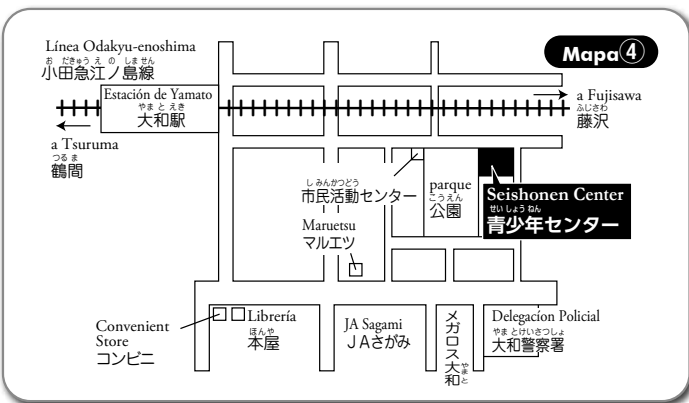 Línea Odakyu-enoshima
お だきゅう え の しません
小田急江ノ島線
Mapa④
Estación de Yamato
やま と えき
大和駅
a Fujisawa
ふじさわ
藤沢
a Tsuruma
つる ま
鶴間
し みんかつどう
市民活動センター
parque
こうえん
公園
Seishonen Center
せい しょう ねん
青少年センター
Maruetsu
マルエツ
Convenient
Store
コンビニ
Librería
ほんや
本屋
JA Sagami
JAさがみ
メガロス大和
やまと
Delegacíon Policial
やま とけいさつしょ
大和警察署